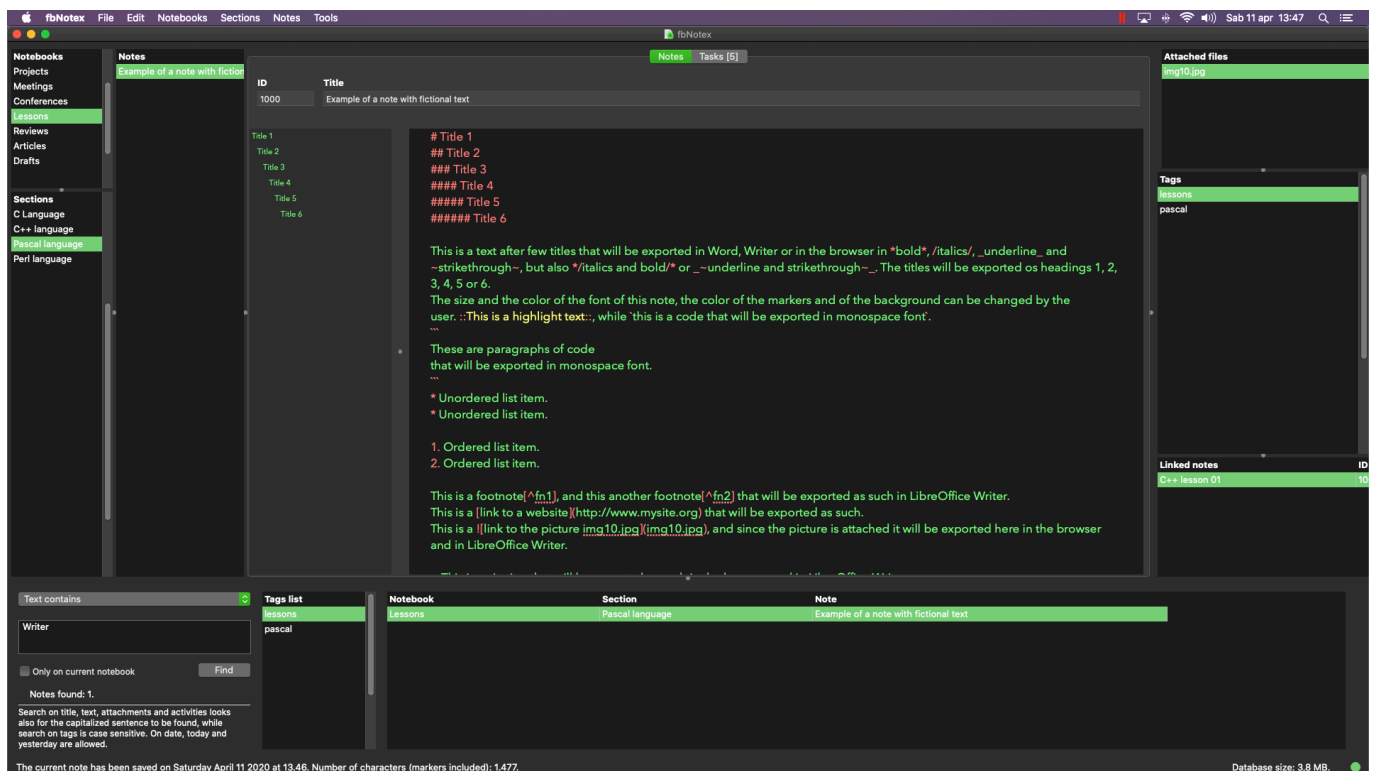 fbNotex File Edit Notebooks Sections Notes Tools
Sab 11 apr 13:47
fbNotex
Notebooks
Projects
Meetings
Conferences
Lessons
Reviews
Articles
Drafts
Sections
C Language
C++ language
Pascal language
Perl language
Notes
Example of a note with fiction
Notes Tasks [5]
ID Title
1000 Example of a note with fictional text
Title 1
Title 2
Title 3
Title 4
Title 5
Title 6
# Title 1
## Title 2
### Title 3
#### Title 4
##### Title 5
###### Title 6
This is a text after few titles that will be exported in Word, Writer or in the browser in *bold*, /italics/, _underline_ and
~strikethrough~, but also */italics and bold/* or _~underline and strikethrough~_. The titles will be exported os headings 1, 2,
3, 4, 5 or 6.
The size and the color of the font of this note, the color of the markers and of the background can be changed by the
user. ::This is a highlight text::, while `this is a code that will be exported in monospace font`.
```
These are paragraphs of code
that will be exported in monospace font.
```
* Unordered list item.
* Unordered list item.
1. Ordered list item.
2. Ordered list item.
This is a footnote[^fn1], and this another footnote[^fn2] that will be exported as such in LibreOffice Writer.
This is a [link to a website](http://www.mysite.org) that will be exported as such.
This is a ![link to the picture img10.jpg](img10.jpg), and since the picture is attached it will be exported here in the browser
and in LibreOffice Writer.
Attached files
img10.jpg
Tags
lessons
pascal
Linked notes ID
C++ lesson 01 10
Text contains
Writer
Only on current notebook Find
Notes found: 1.
Search on title, text, attachments and activities looks
also for the capitalized sentence to be found, while
search on tags is case sensitive. On date, today and
yesterday are allowed.
Tags list
lessons
pascal
Notebook Section Note
Lessons Pascal language Example of a note with fictional text
The current note has been saved on Saturday April 11 2020 at 13.46. Number of characters (markers included): 1.477.
Database size: 3,8 MB.